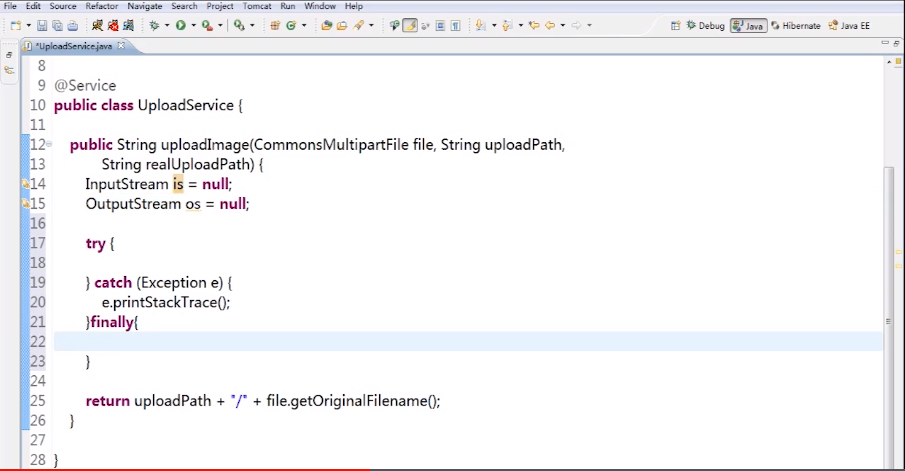 File Edit Source Refactor Navigate Search Project Tomcat Run Window Help
Debug Java Hibernate Java EE
*UploadService.java
8
9 @Service
10 public class UploadService {
11
12 public String uploadImage(CommonsMultipartFile file, String uploadPath,
13 String realUploadPath) {
14 InputStream is = null;
15 OutputStream os = null;
16
17 try {
18
19 } catch (Exception e) {
20 e.printStackTrace();
21 }finally{
22
23 }
24
25 return uploadPath + "/" + file.getOriginalFilename();
26 }
27
28 }